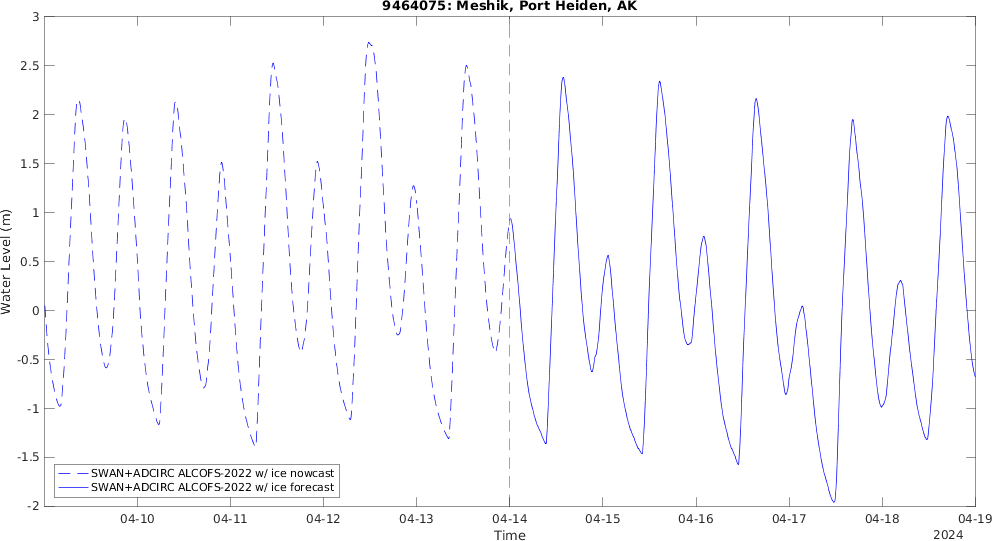 9464075: Meshik, Port Heiden, AK
3
2.5
2
1.5
1
0.5
0
-0.5
-1
-1.5
-2
Water Level (m)
SWAN+ADCIRC ALCOFS-2022 w/ ice nowcast
SWAN+ADCIRC ALCOFS-2022 w/ ice forecast
04-10 04-11 04-12 04-13 04-14 04-15 04-16 04-17 04-18 04-19
Time
2024